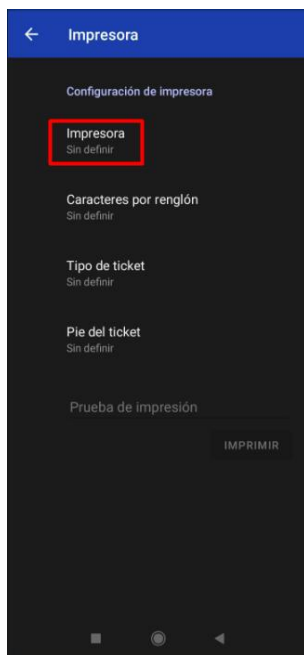 Impresora
Configuración de impresora
Impresora
Sin definir
Caracteres por renglón
Sin definir
Tipo de ticket
Sin definir
Pie del ticket
Sin definir
Prueba de impresión
IMPRIMIR